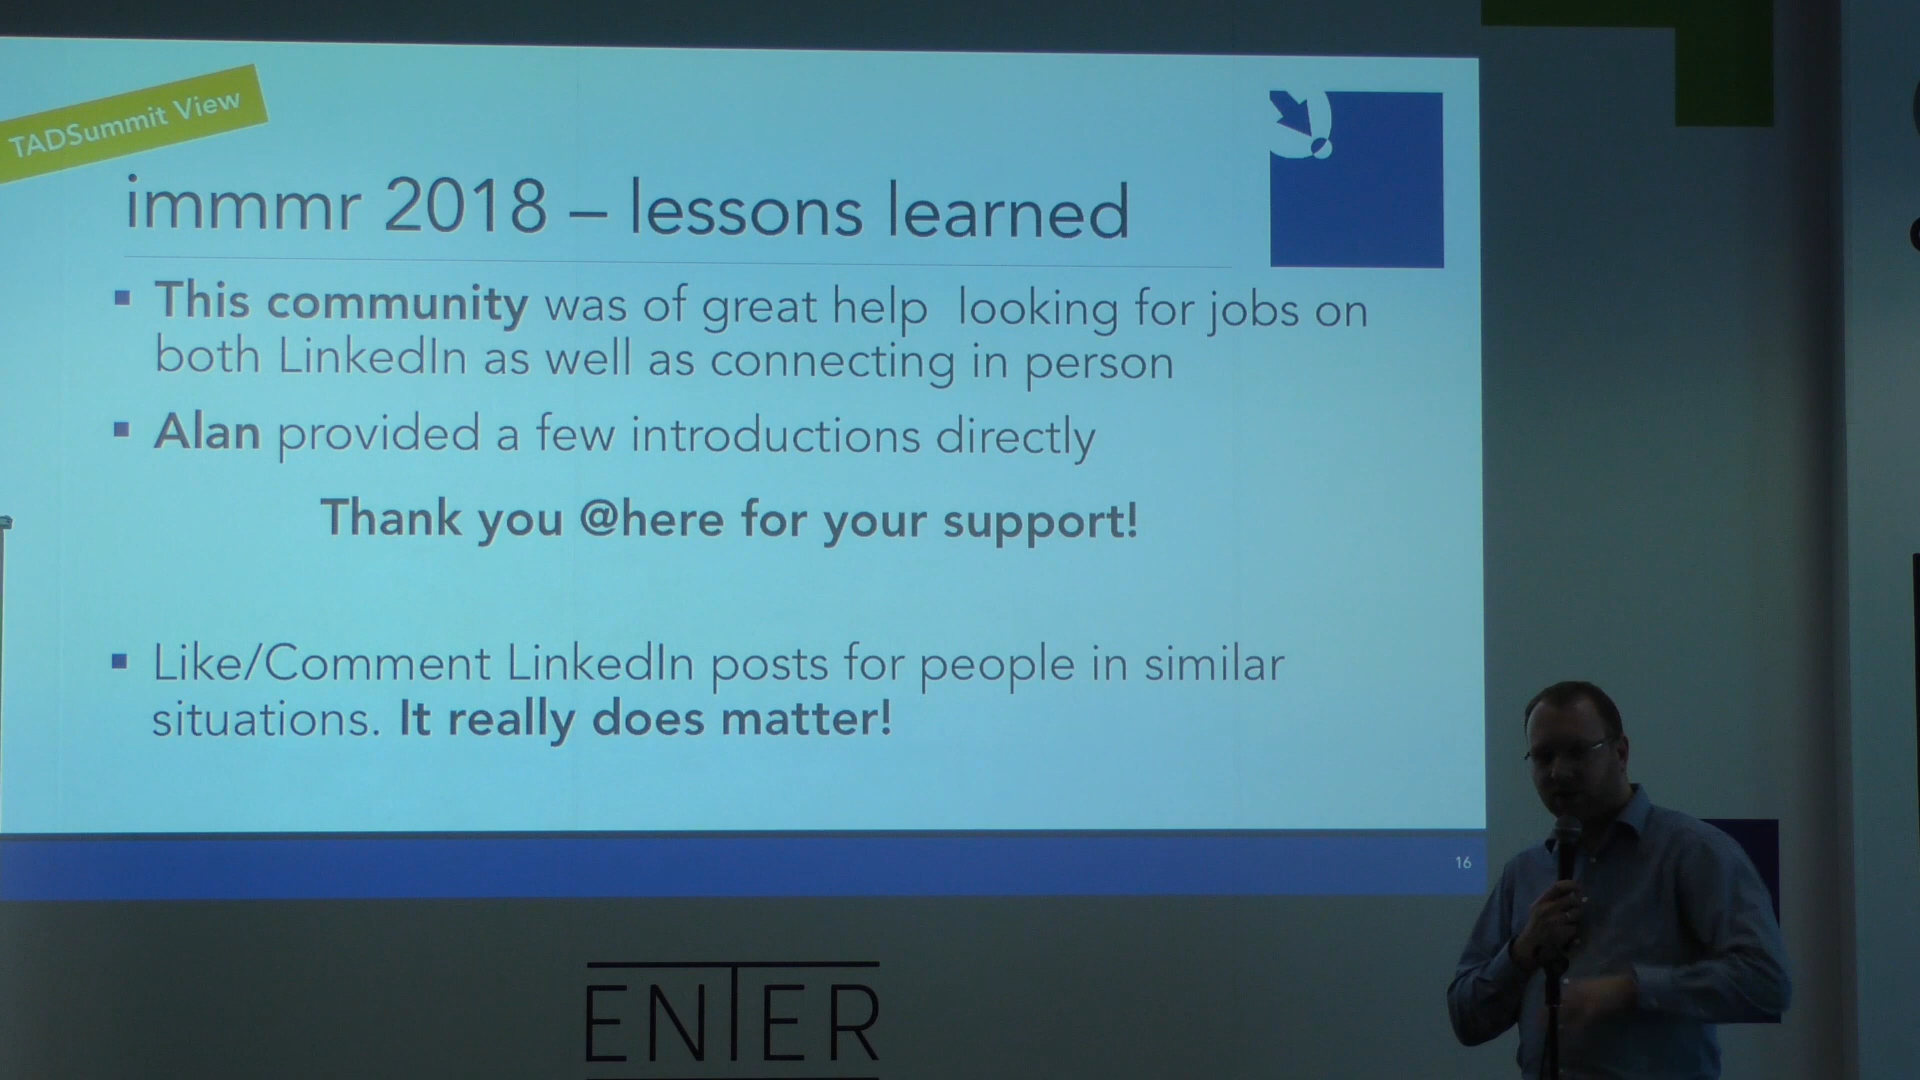 TADSummit View
immmr 2018 – lessons learned
▪ This community was of great help looking for jobs on
both LinkedIn as well as connecting in person
▪ Alan provided a few introductions directly
Thank you @here for your support!
▪ Like/Comment LinkedIn posts for people in similar
situations. It really does matter!
16
ENTER